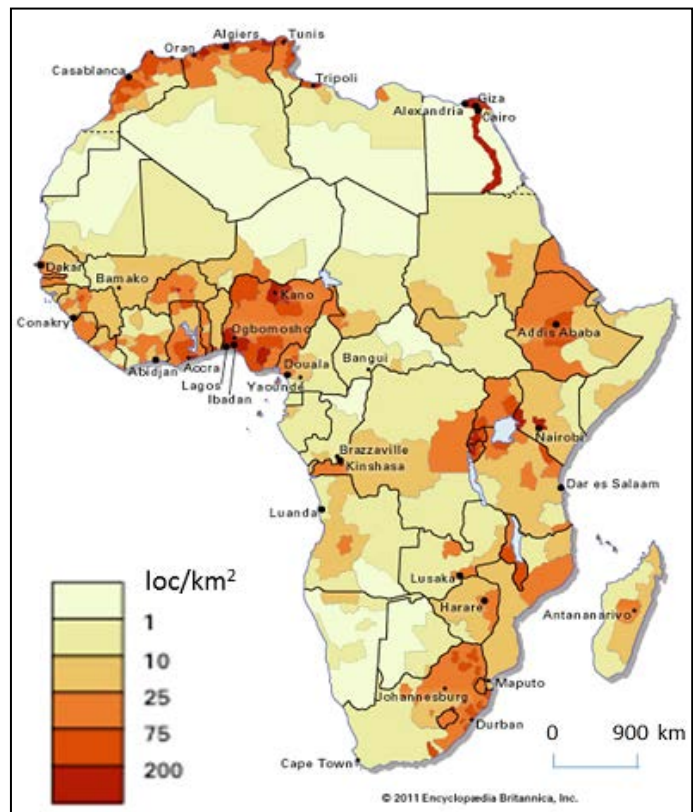 Algiers
Tunis
Oran
Casablanca
Tripoli
Giza
Alexandria
Cairo
Dakar
Bamako
Kano
Conakry
Ogbomosho
Addis Ababa
Abidjan
Accra
Lagos
Ibadan
Douala
Yaoundé
Bangui
Nairobi
Brazzaville
Kinshasa
Dar es Salaam
Luanda
loc/km²
1
10
25
75
200
Lusaka
Harare
Antananarivo
Maputo
Johannesburg
Durban
0 900 km
Cape Town
© 2011 Encyclopædia Britannica, Inc.